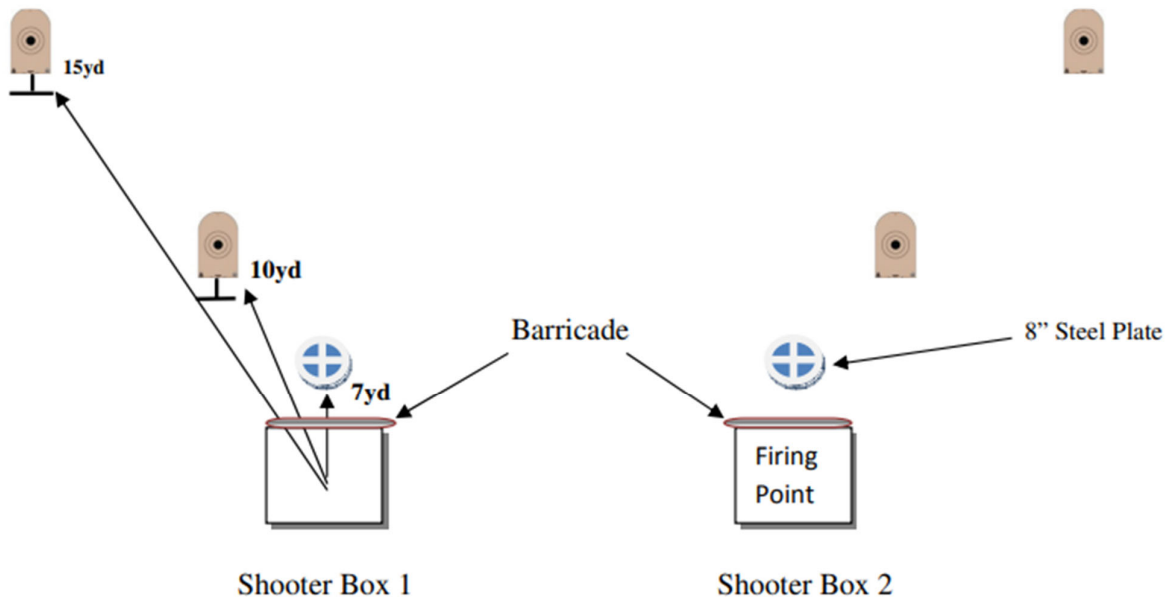 15yd
10yd
Barricade
8” Steel Plate
7yd
Firing
Point
Shooter Box 1
Shooter Box 2